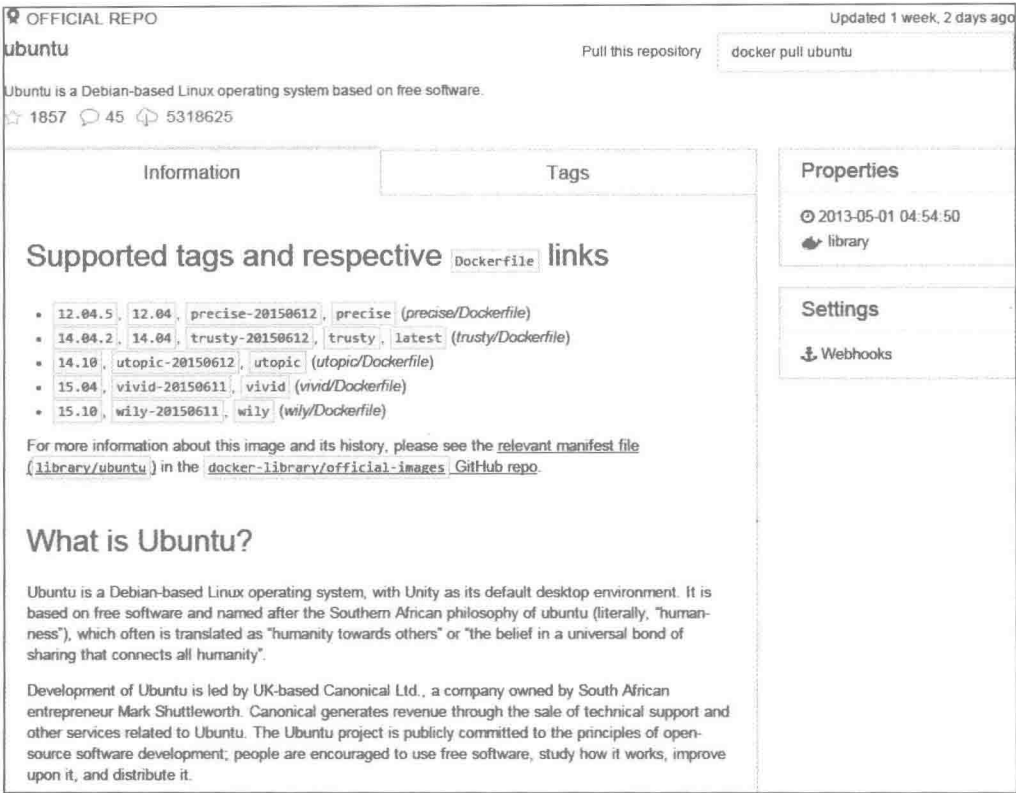 OFFICIAL REPO
Updated 1 week, 2 days ago
ubuntu
Pull this repository
docker pull ubuntu
Ubuntu is a Debian-based Linux operating system based on free software.
1857 45 5318625
Information
Tags
Supported tags and respective Dockerfile links
12.04.5, 12.04, precise-20150612, precise (precise/Dockerfile)
14.04.2, 14.04, trusty-20150612, trusty, latest (trusty/Dockerfile)
14.10, utopic-20150612, utopic (utopic/Dockerfile)
15.04, vivid-20150611, vivid (vivid/Dockerfile)
15.10, wily-20150611, wily (wily/Dockerfile)
For more information about this image and its history, please see the relevant manifest file
(library/ubuntu) in the docker-library/official-images GitHub repo.
What is Ubuntu?
Ubuntu is a Debian-based Linux operating system, with Unity as its default desktop environment. It is
based on free software and named after the Southern African philosophy of ubuntu (literally, "human-
ness"), which often is translated as "humanity towards others" or "the belief in a universal bond of
sharing that connects all humanity".
Development of Ubuntu is led by UK-based Canonical Ltd., a company owned by South African
entrepreneur Mark Shuttleworth. Canonical generates revenue through the sale of technical support and
other services related to Ubuntu. The Ubuntu project is publicly committed to the principles of open-
source software development; people are encouraged to use free software, study how it works, improve
upon it, and distribute it.
Properties
2013-05-01 04:54:50
library
Settings
Webhooks